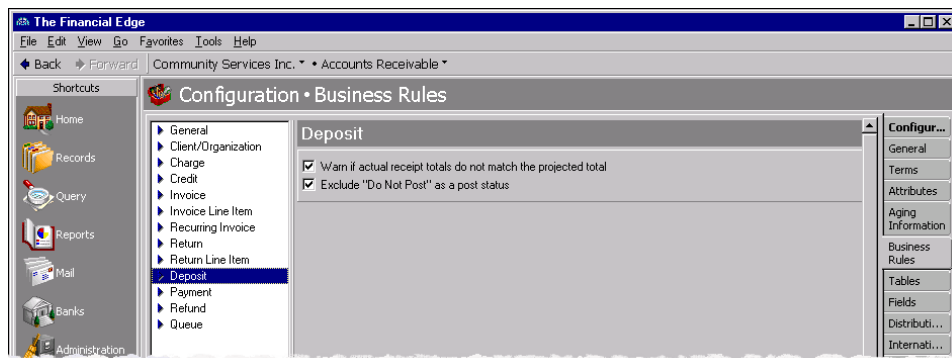 The Financial Edge
File Edit View Go Favorites Tools Help
Back Forward Community Services Inc. • Accounts Receivable
Shortcuts
Home
Records
Query
Reports
Mail
Banks
Administration
Configuration • Business Rules
General
Client/Organization
Charge
Credit
Invoice
Invoice Line Item
Recurring Invoice
Return
Return Line Item
Deposit
Payment
Refund
Queue
Deposit
Warn if actual receipt totals do not match the projected total
Exclude "Do Not Post" as a post status
Configur...
General
Terms
Attributes
Aging
Information
Business
Rules
Tables
Fields
Distributi...
Internati...